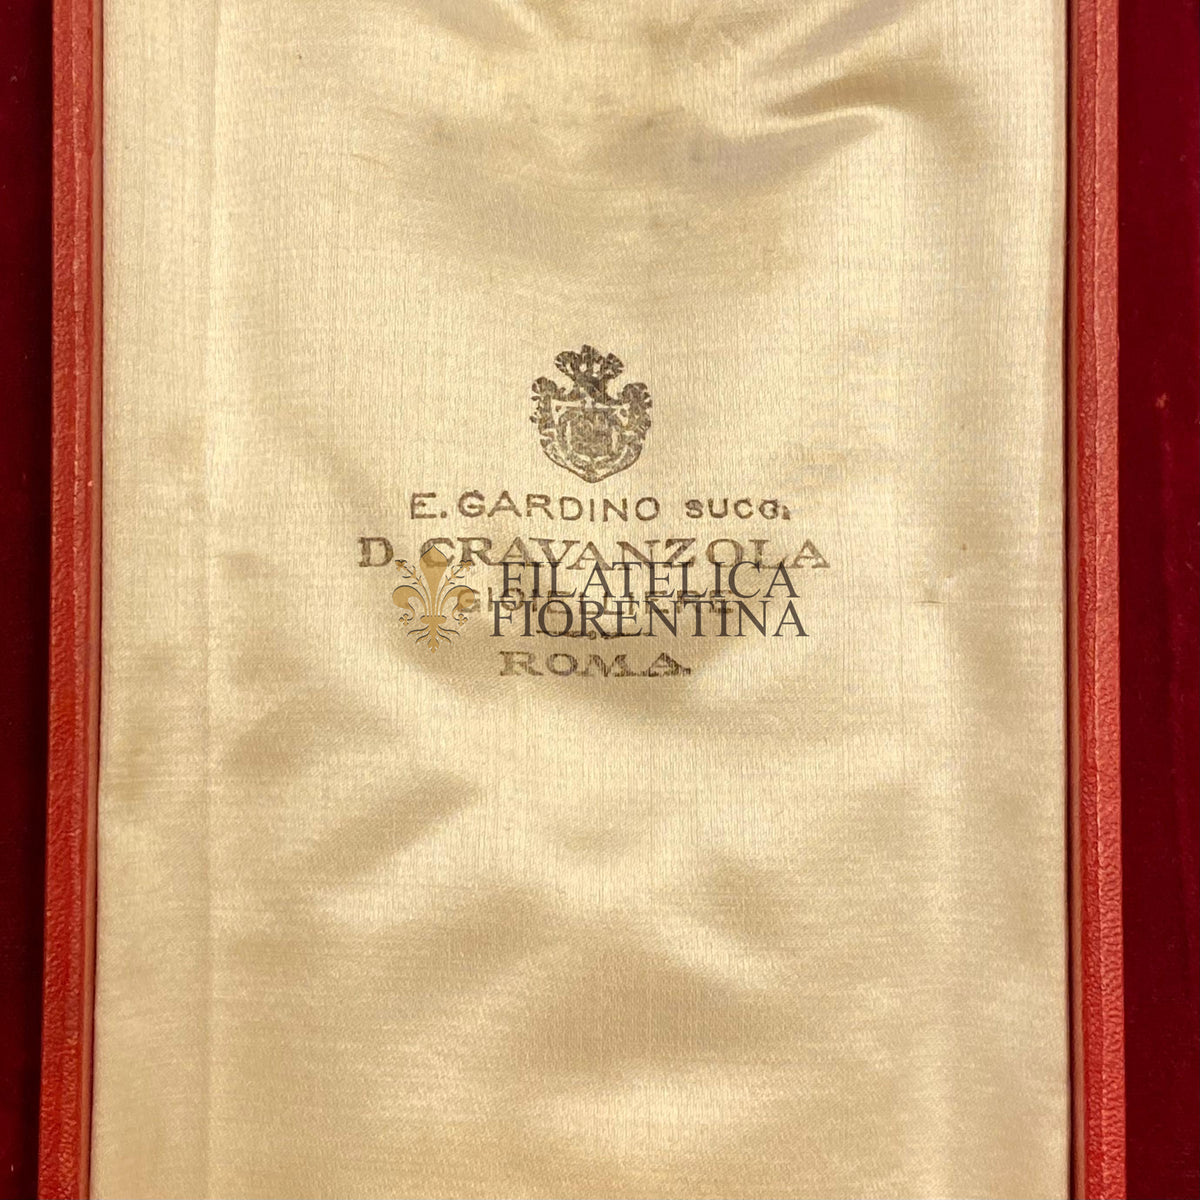 E. GARDINO SUCC.
D. CRAVANZOLA
FILATELICA
FIORENTINA
ROMA.